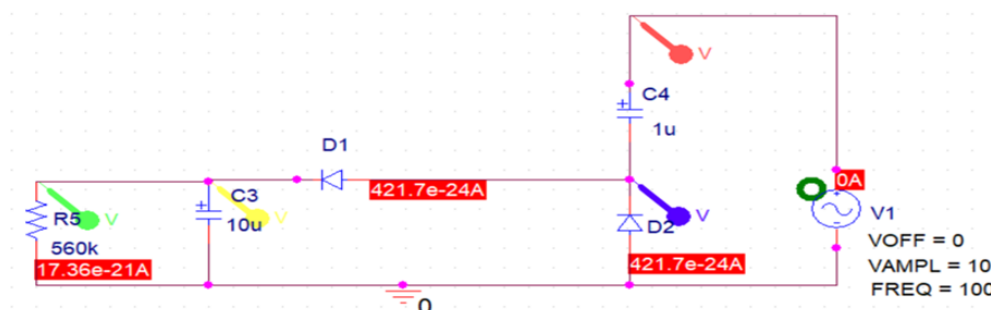 V
C4
1u
D1
421.7e-24A
0A
C3
V
V
R5
V
10u
D2
V1
560k
VOFF = 0
17.36e-21A
421.7e-24A
VAMPL = 10
FREQ = 100
0